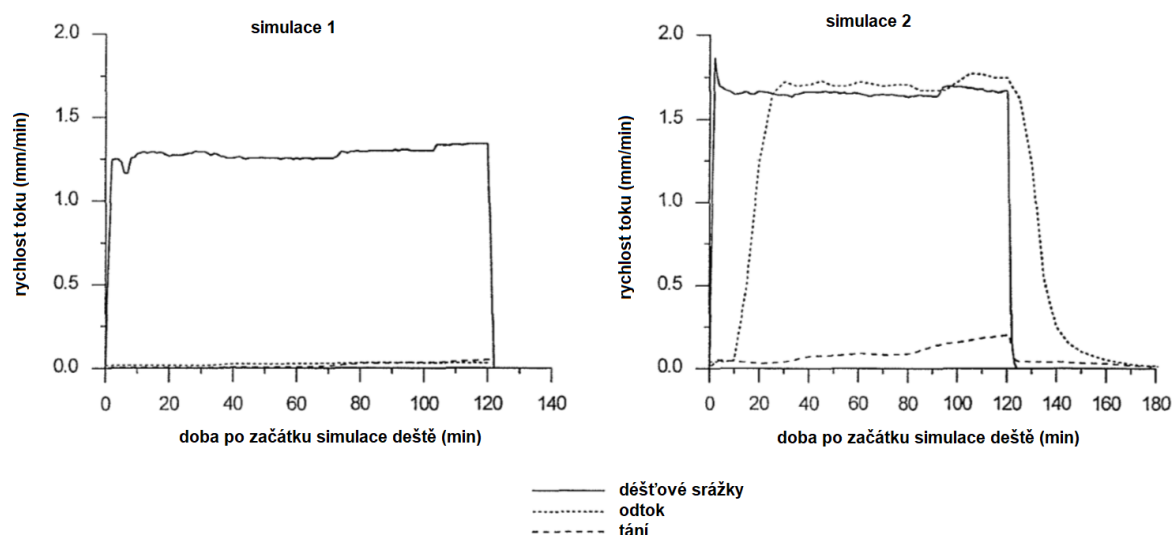 simulace 1
2.0
1.5
1.0
0.5
0.0
rychlost toku (mm/min)
0 20 40 60 80 100 120 140
doba po začátku simulace deště (min)
simulace 2
2.0
1.5
1.0
0.5
0.0
rychlost toku (mm/min)
0 20 40 60 80 100 120 140 160 180
doba po začátku simulace deště (min)
déšťové srážky
odtok
tání